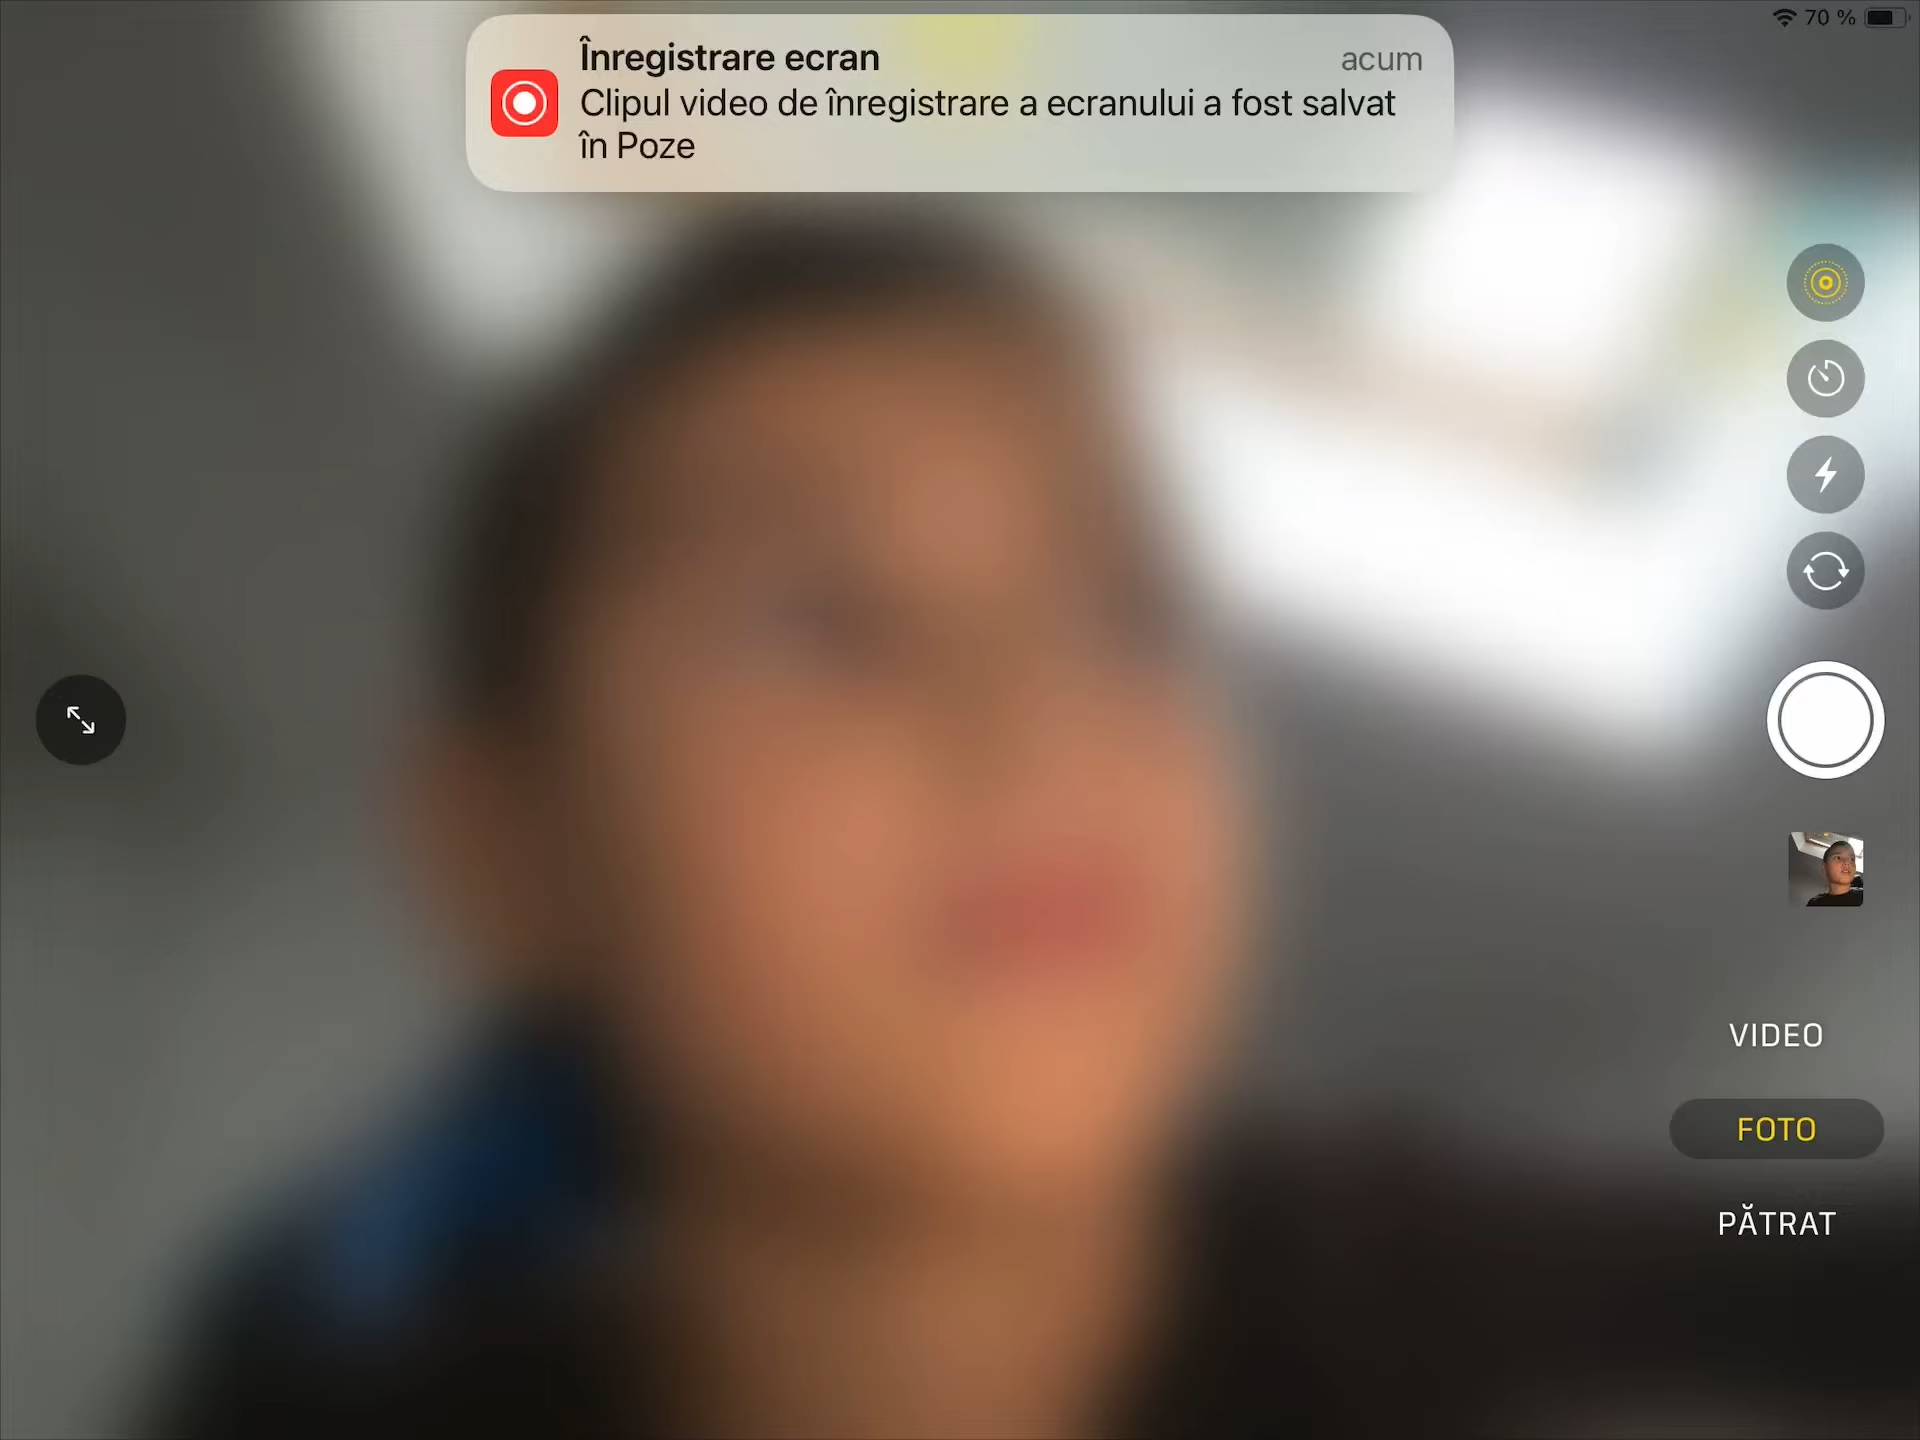 70 %
Înregistrare ecran
acum
Clipul video de înregistrare a ecranului a fost salvat
în Poze
VIDEO
FOTO
PĂTRAT